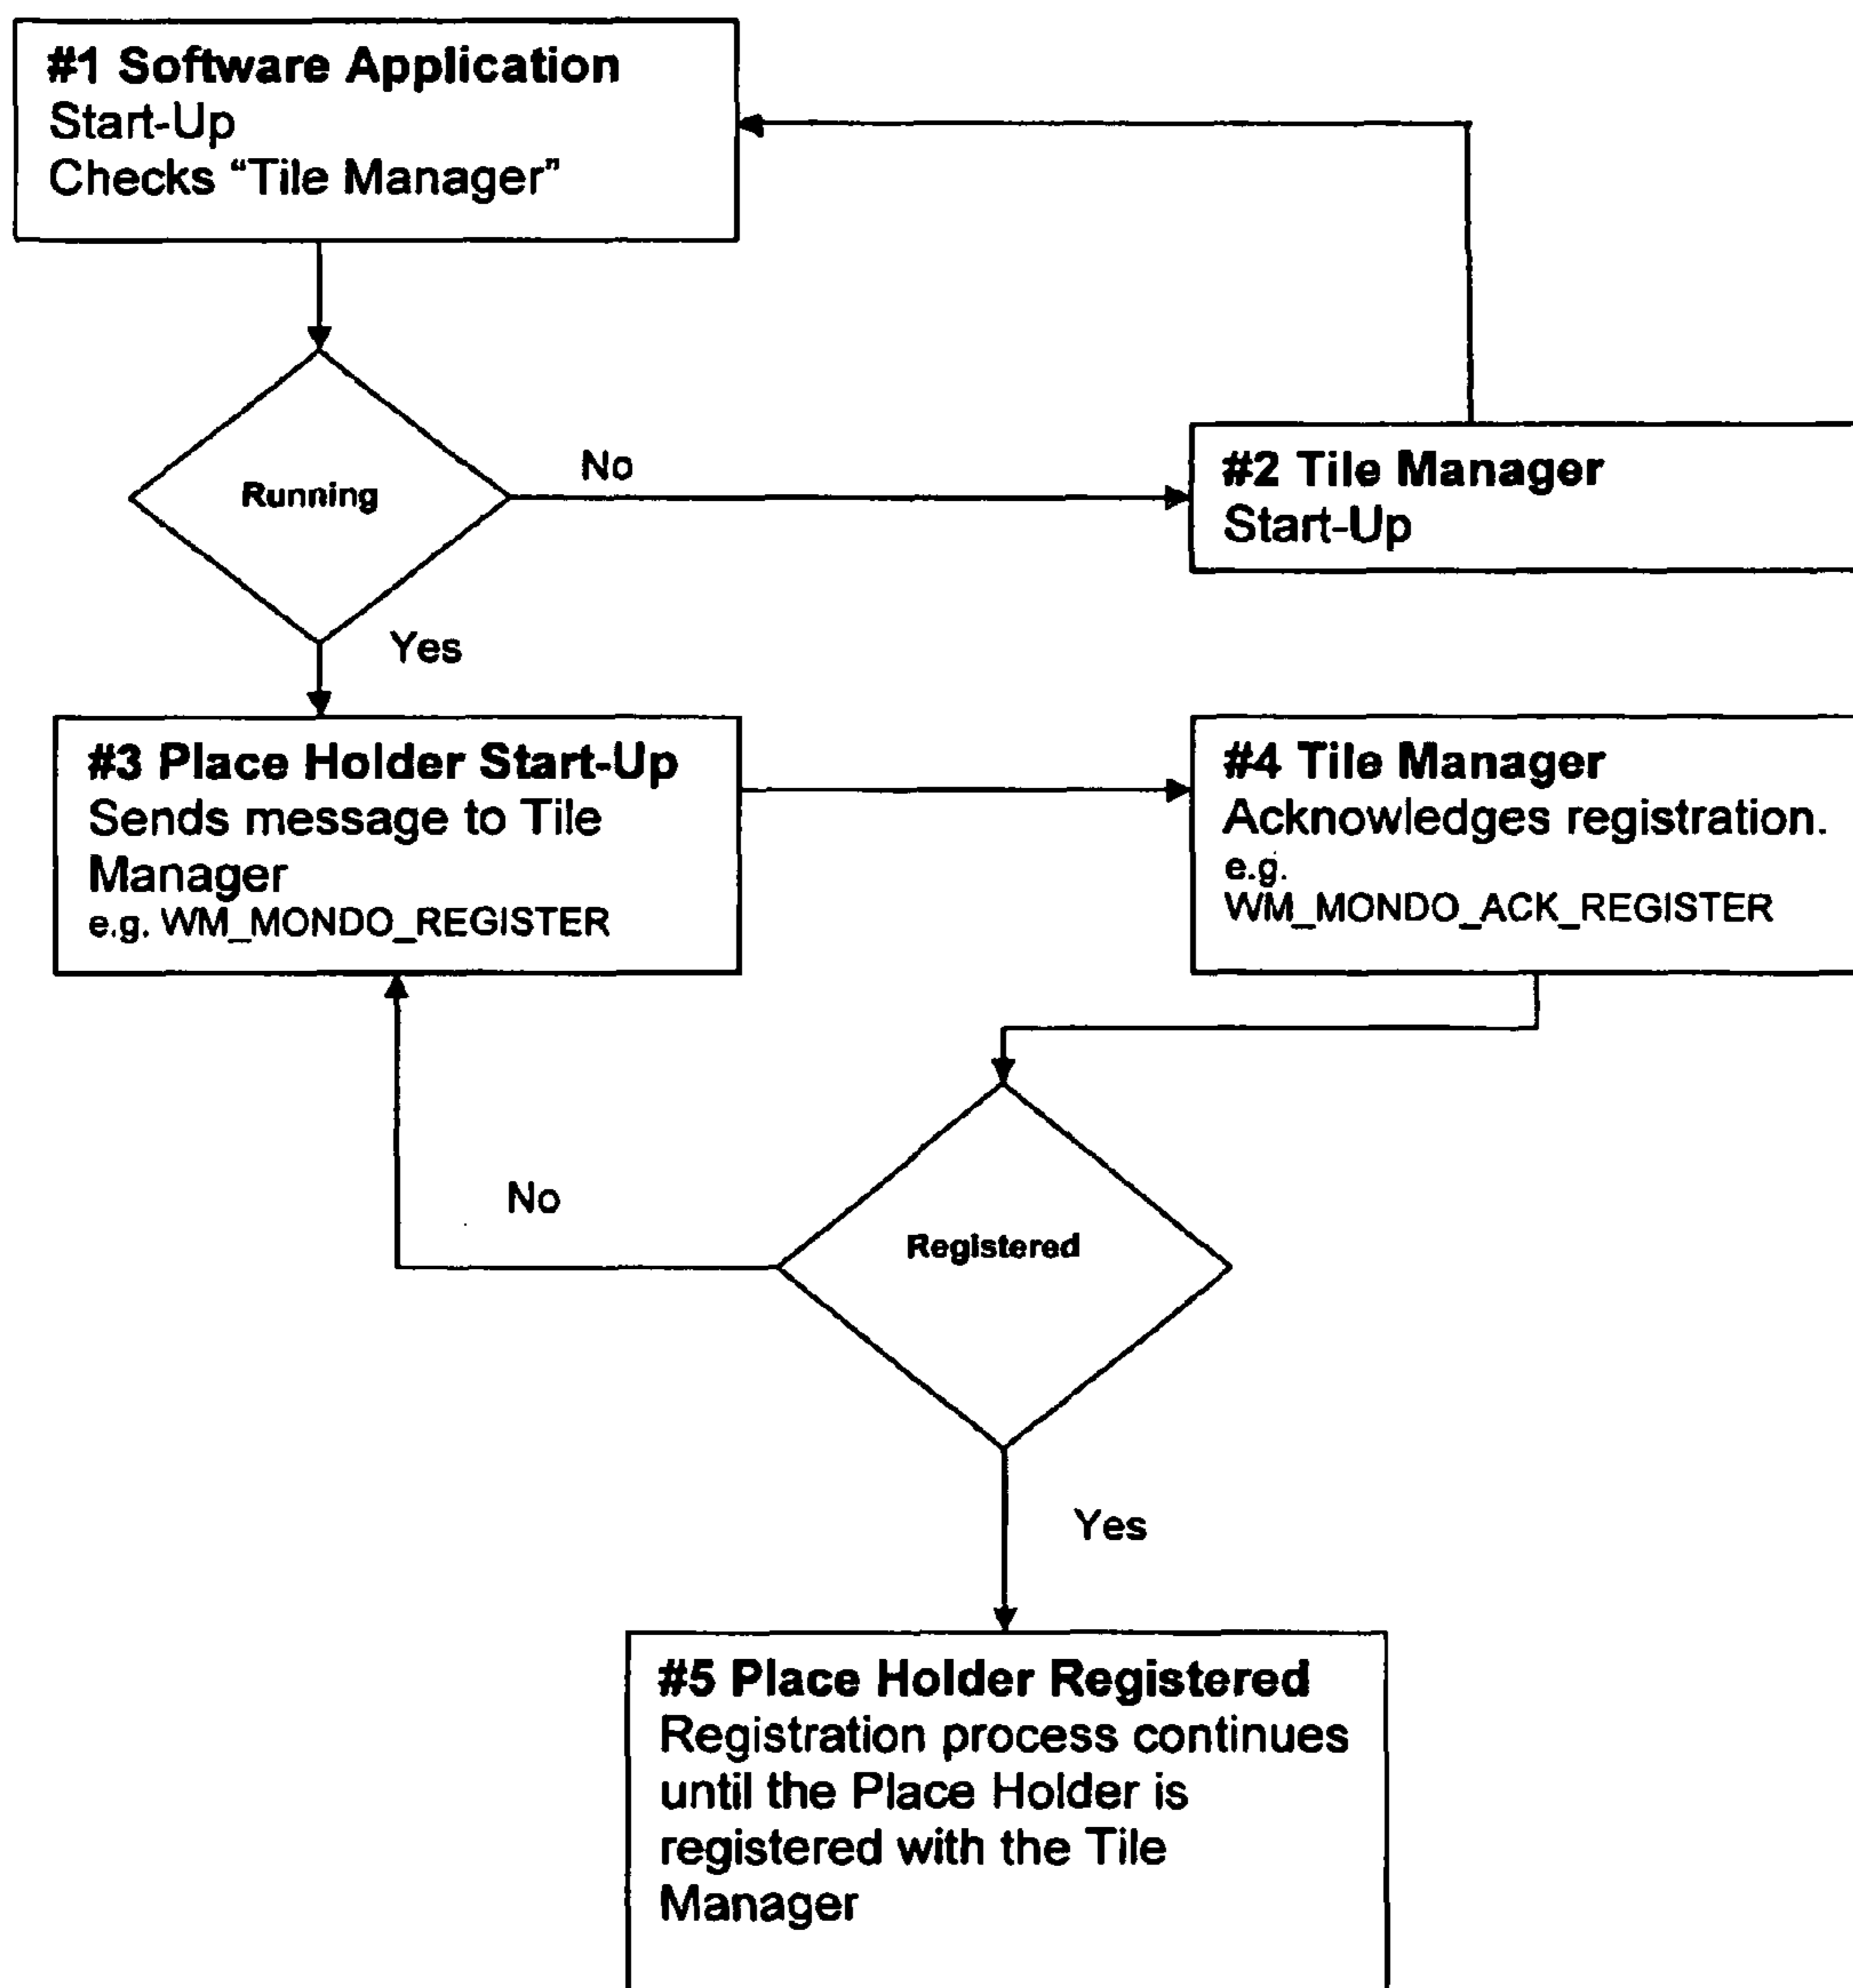 #1 Software Application
Start-Up
Checks “Tile Manager”
Running
No
#2 Tile Manager
Start-Up
Yes
#3 Place Holder Start-Up
Sends message to Tile
Manager
e.g. WM_MONDO_REGISTER
#4 Tile Manager
Acknowledges registration.
e.g.
WM_MONDO_ACK_REGISTER
No
Registered
Yes
#5 Place Holder Registered
Registration process continues
until the Place Holder is
registered with the Tile
Manager